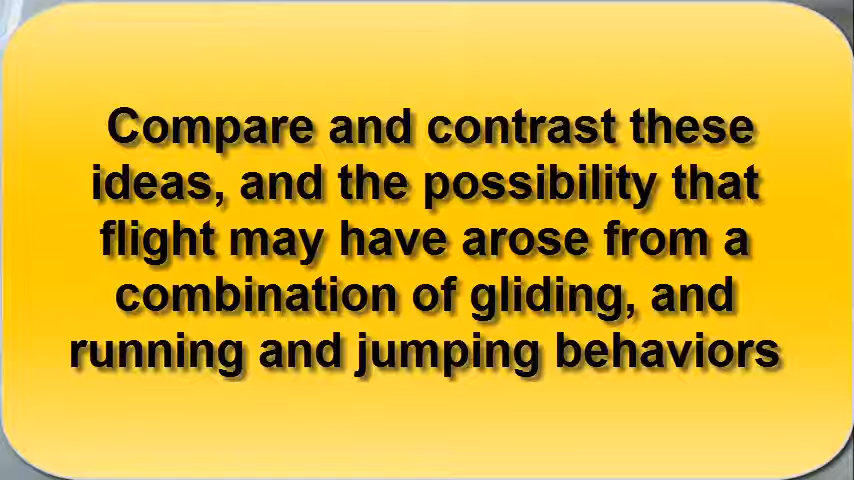 Compare and contrast these
ideas, and the possibility that
flight may have arose from a
combination of gliding, and
running and jumping behaviors